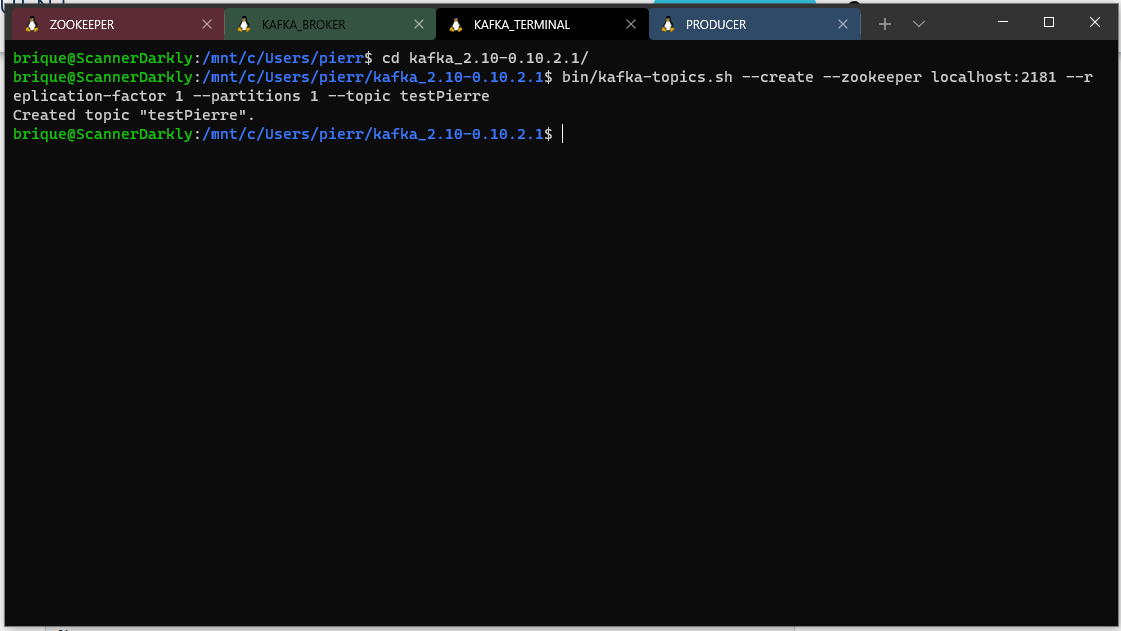 ZOOKEEPER
KAFKA_BROKER
KAFKA_TERMINAL
PRODUCER
brique@ScannerDarkly:/mnt/c/Users/pierr$ cd kafka_2.10-0.10.2.1/
brique@ScannerDarkly:/mnt/c/Users/pierr/kafka_2.10-0.10.2.1$ bin/kafka-topics.sh --create --zookeeper localhost:2181 --r
eplication-factor 1 --partitions 1 --topic testPierre
Created topic "testPierre".
brique@ScannerDarkly:/mnt/c/Users/pierr/kafka_2.10-0.10.2.1$